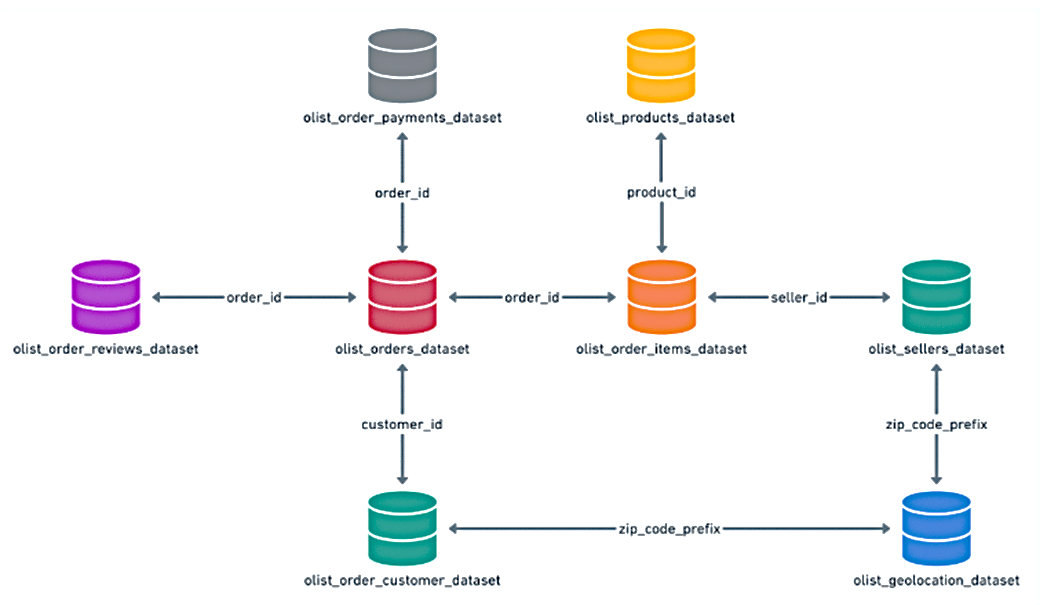 olist_order_payments_dataset
olist_products_dataset
order_id
product_id
order_id
order_id
seller_id
olist_order_reviews_dataset
olist_orders_dataset
olist_order_items_dataset
olist_sellers_dataset
customer_id
zip_code_prefix
zip_code_prefix
olist_order_customer_dataset
olist_geolocation_dataset